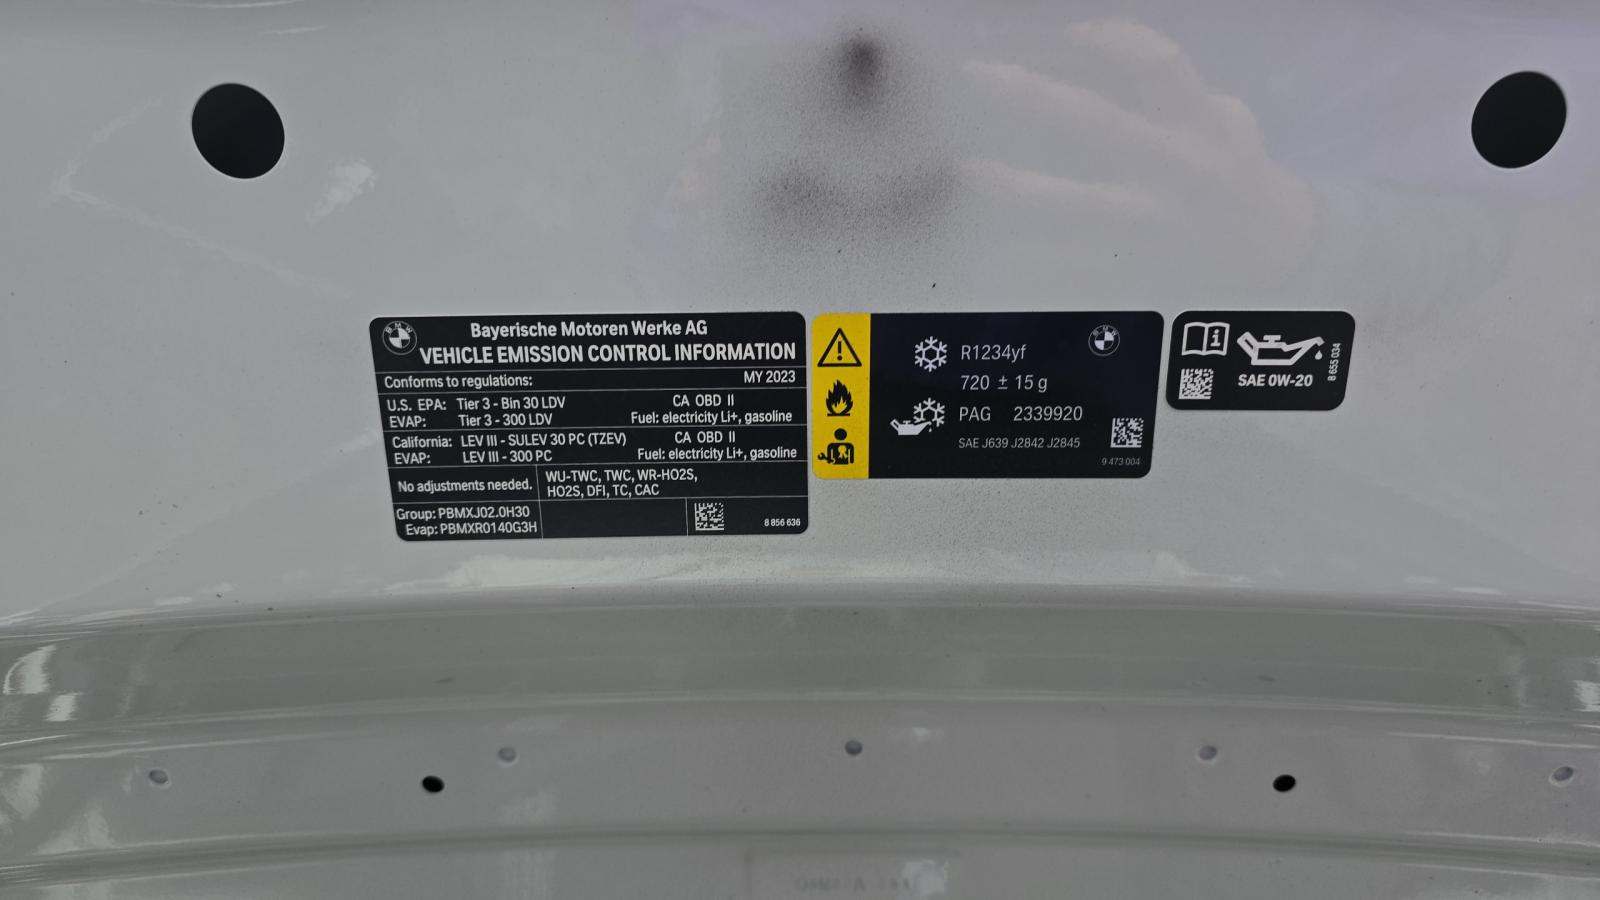 BMW
Bayerische Motoren Werke AG
VEHICLE EMISSION CONTROL INFORMATION
Conforms to regulations: MY 2023
U.S. EPA: Tier 3 - Bin 30 LDV CA OBD II
EVAP: Tier 3 - 300 LDV Fuel: electricity Li+, gasoline
California: LEV III - SULEV 30 PC (TZEV) CA OBD II
EVAP: LEV III - 300 PC Fuel: electricity Li+, gasoline
No adjustments needed. WU-TWC, TWC, WR-HO2S,
HO2S, DFI, TC, CAC
Group: PBMXJ02.0H30
Evap: PBMXR0140G3H
8 856 636
BMW
R1234yf
720 ± 15 g
PAG 2339920
SAE J639 J2842 J2845
9 473 004
i
SAE 0W-20
8 655 034